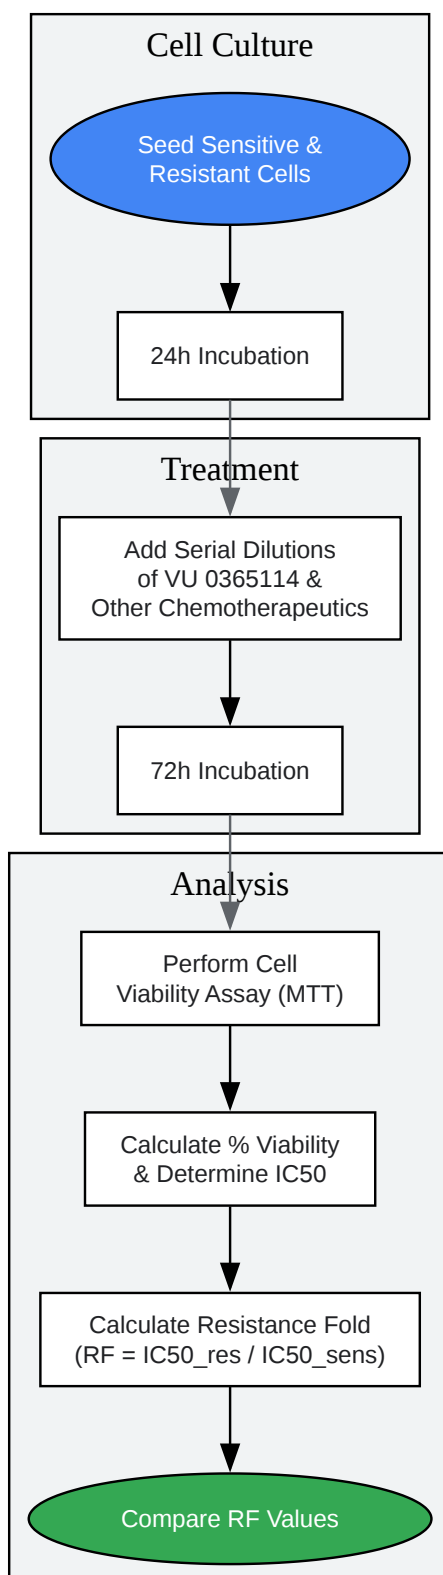 Cell Culture
Seed Sensitive &
Resistant Cells
24h Incubation
Treatment
Add Serial Dilutions
of VU 0365114 &
Other Chemotherapeutics
72h Incubation
Analysis
Perform Cell
Viability Assay (MTT)
Calculate % Viability
& Determine IC50
Calculate Resistance Fold
(RF = IC50_res / IC50_sens)
Compare RF Values